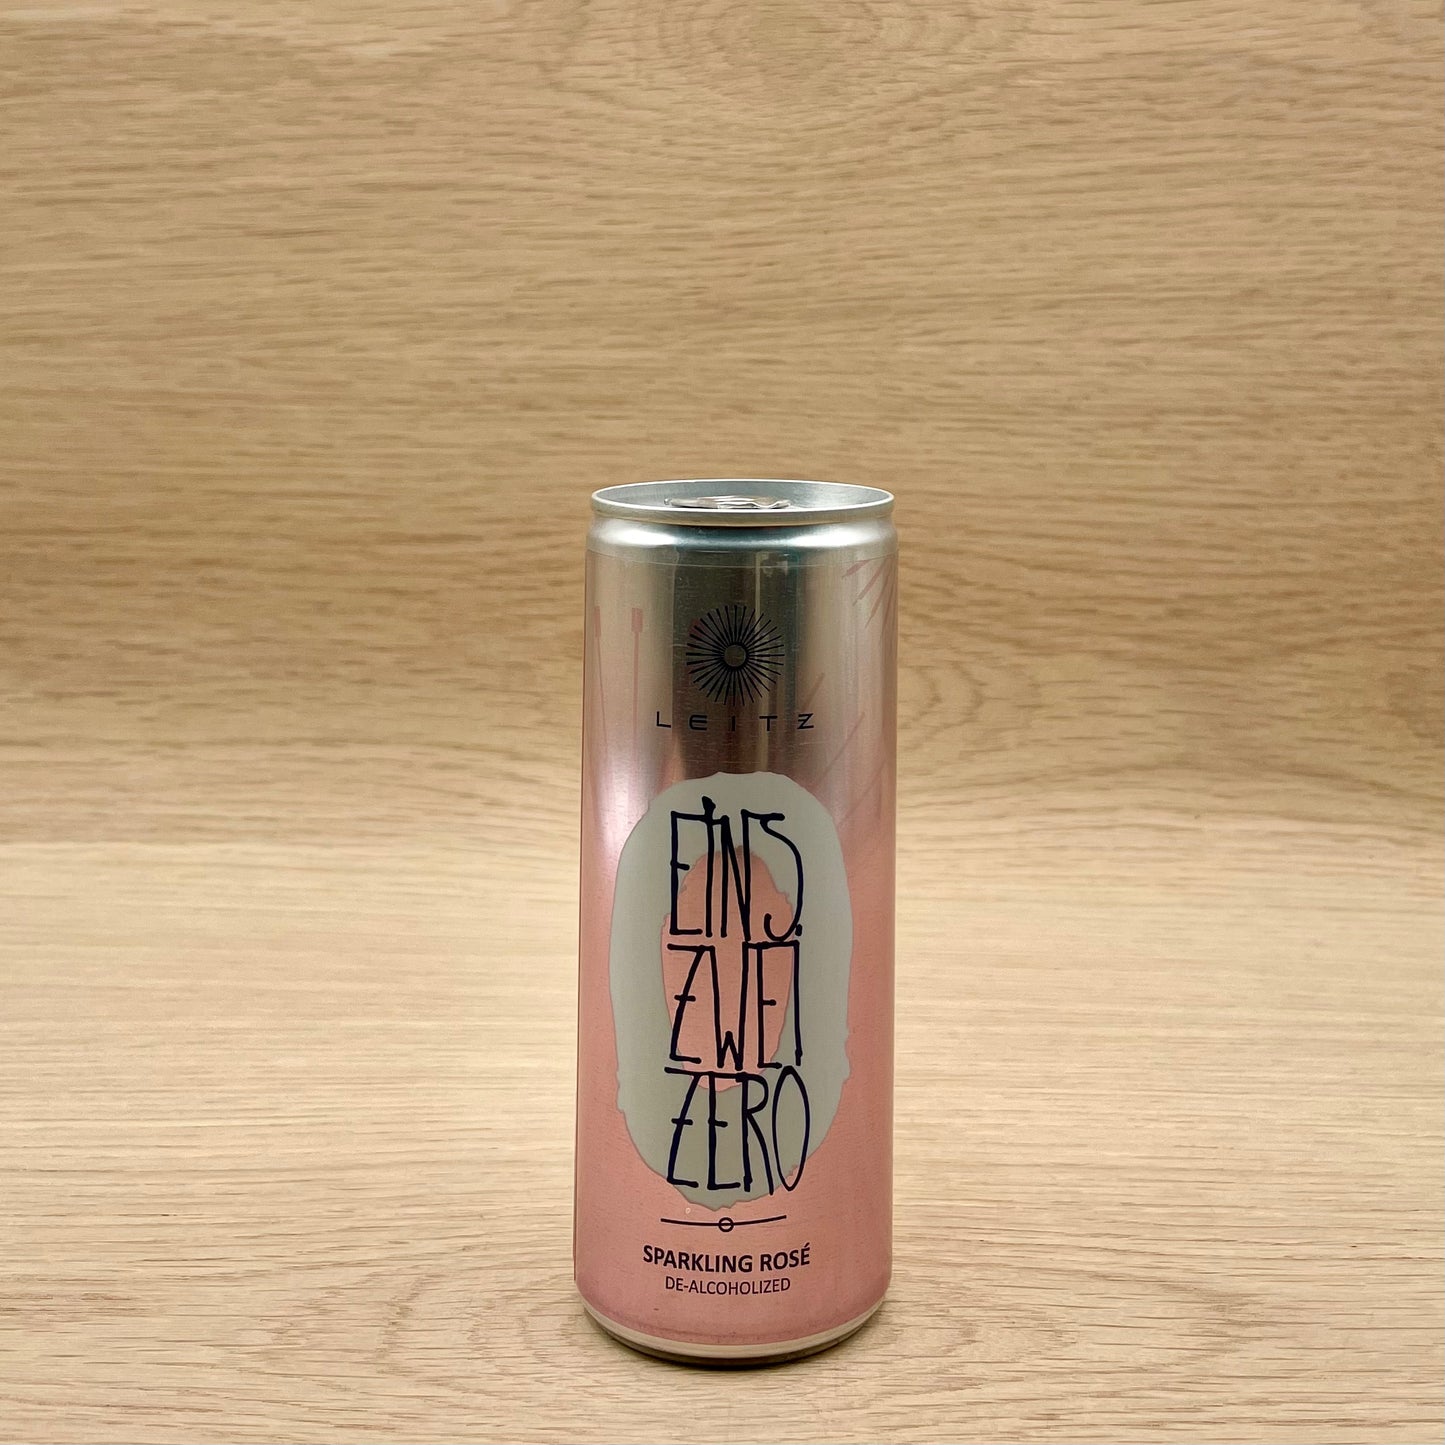 LEITZ
EINS.
ZWEI
ZERO
SPARKLING ROSÉ
DE-ALCOHOLIZED